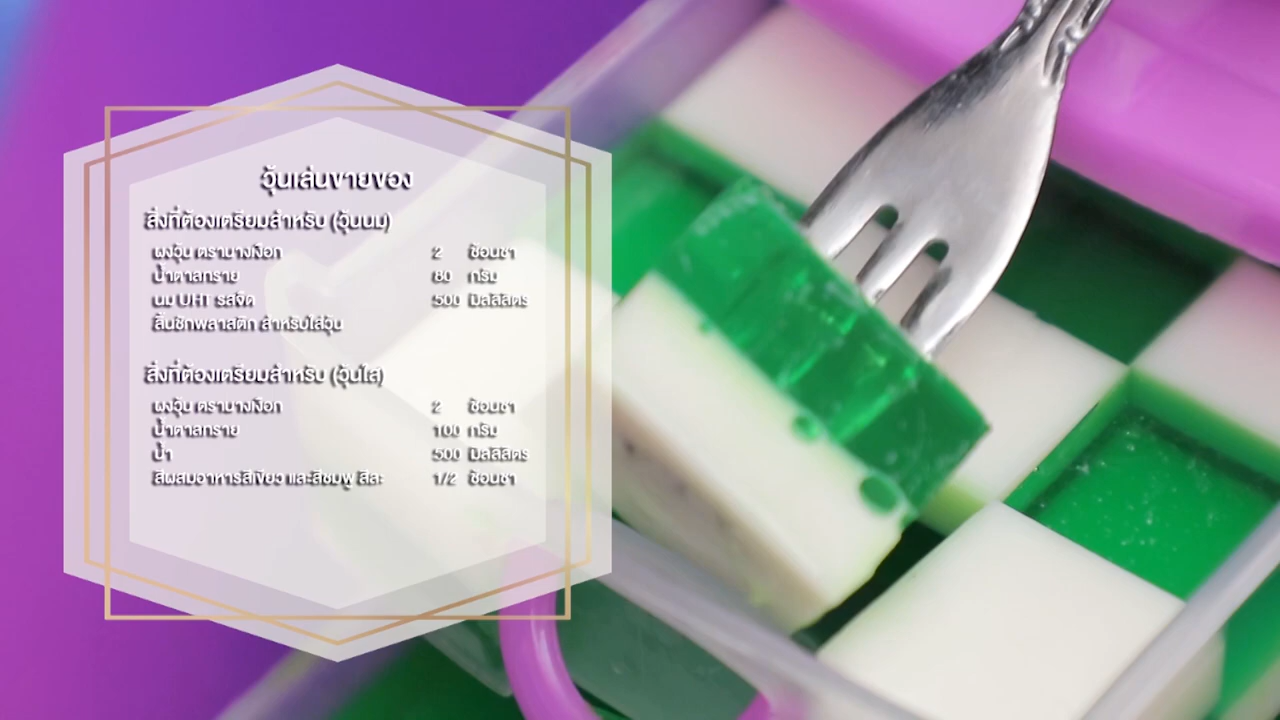 วุ้นเล่นขายของ
สิ่งที่ต้องเตรียมสำหรับ (วุ้นนม)
ผงวุ้น ตรานางเงือก 2 ช้อนชา
น้ำตาลทราย 80 กรัม
นม UHT รสจืด 500 มิลลิลิตร
ลิ้นชักพลาสติก สำหรับใส่วุ้น
สิ่งที่ต้องเตรียมสำหรับ (วุ้นใส)
ผงวุ้น ตรานางเงือก 2 ช้อนชา
น้ำตาลทราย 100 กรัม
น้ำ 500 มิลลิลิตร
สีผสมอาหารสีเขียว และสีชมพู สีละ 1/2 ช้อนชา